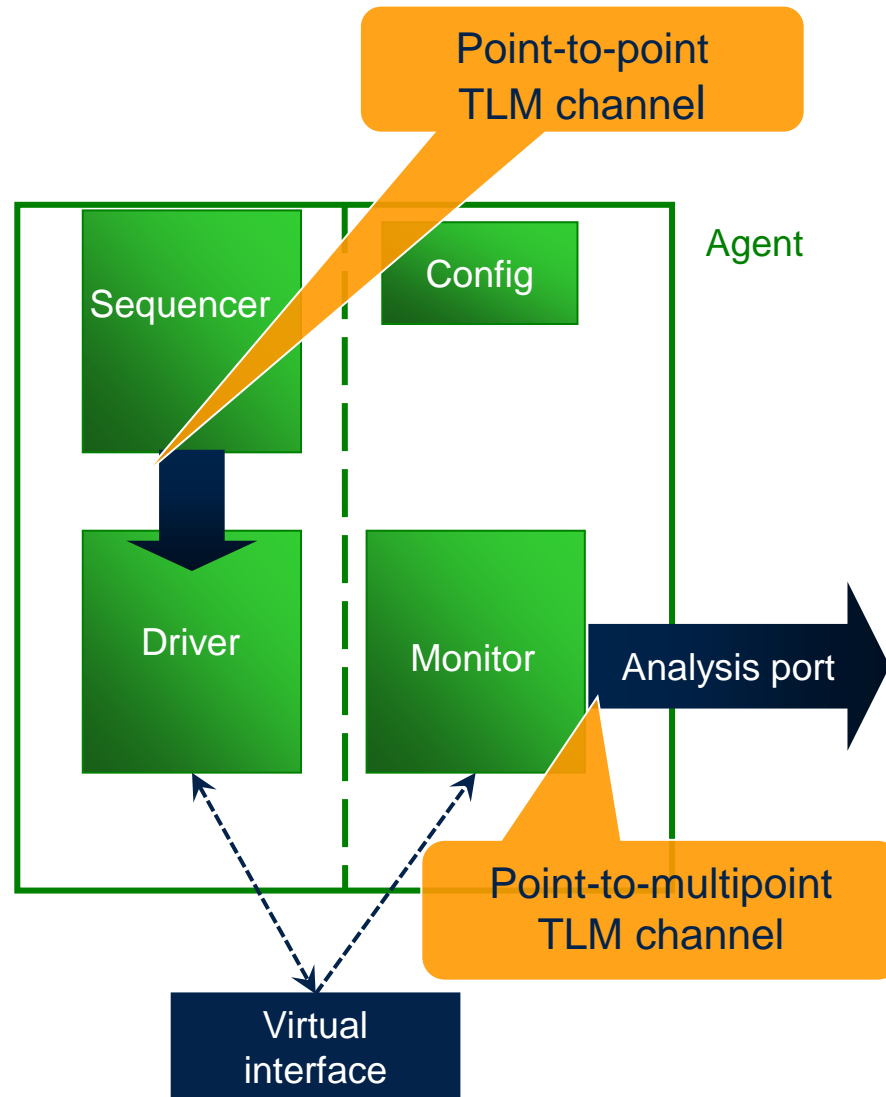 Point-to-point
TLM channel
Agent
Sequencer
Config
Driver
Monitor
Analysis port
Point-to-multipoint
TLM channel
Virtual
interface